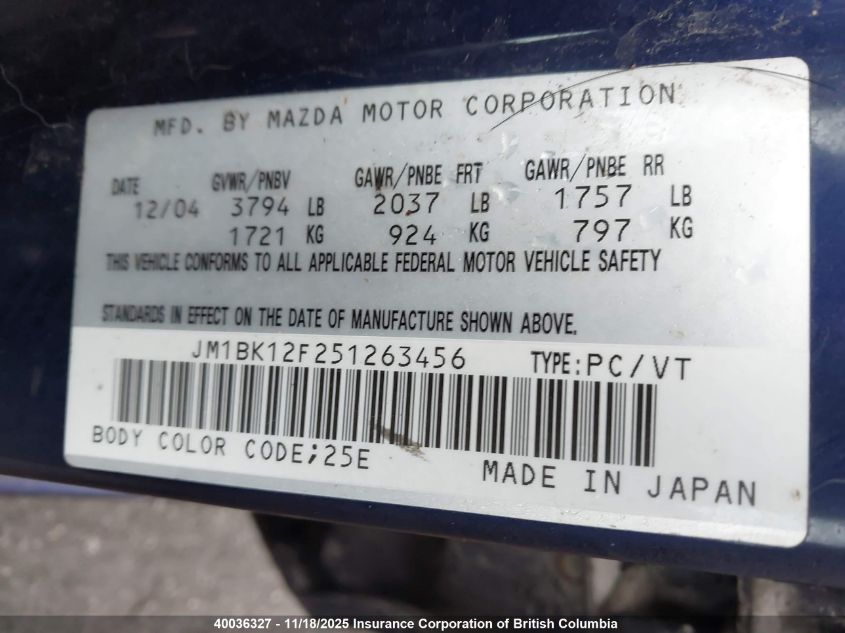 MFD. BY MAZDA MOTOR CORPORATION
DATE GVWR/PNBV GAWR/PNBE FRT GAWR/PNBE RR
12/04 3794 LB 2037 LB 1757 LB
1721 KG 924 KG 797 KG
THIS VEHICLE CONFORMS TO ALL APPLICABLE FEDERAL MOTOR VEHICLE SAFETY
STANDARDS IN EFFECT ON THE DATE OF MANUFACTURE SHOWN ABOVE.
JM1BK12F251263456 TYPE:PC/VT
BODY COLOR CODE;25E
MADE IN JAPAN
40036327 - 11/18/2025 Insurance Corporation of British Columbia